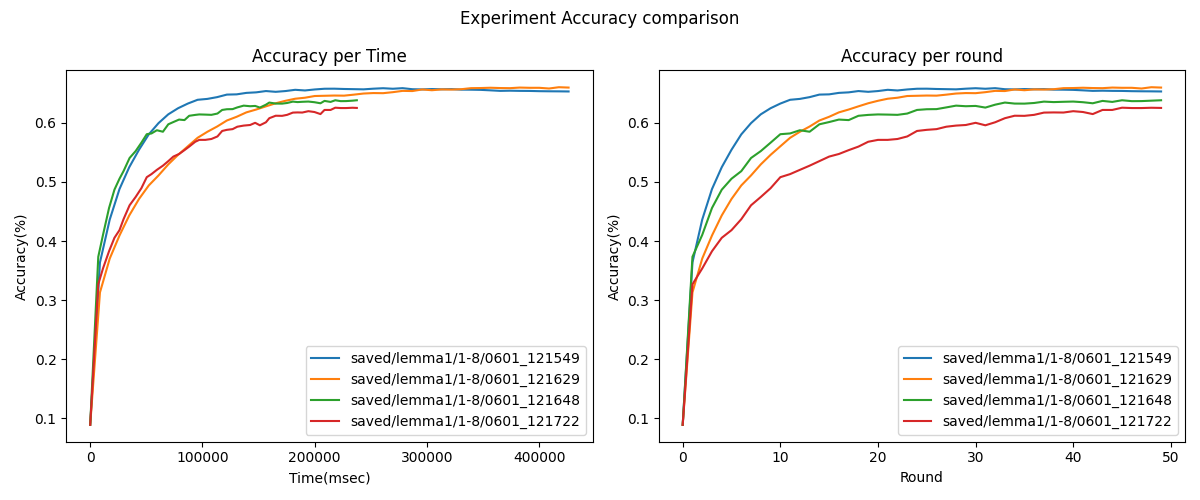 Experiment Accuracy comparison
Accuracy per Time
Accuracy(%)
0.6
0.5
0.4
0.3
0.2
0.1
0 100000 200000 300000 400000
Time(msec)
saved/lemma1/1-8/0601_121549
saved/lemma1/1-8/0601_121629
saved/lemma1/1-8/0601_121648
saved/lemma1/1-8/0601_121722
Accuracy per round
Accuracy(%)
0.6
0.5
0.4
0.3
0.2
0.1
0 10 20 30 40 50
Round
saved/lemma1/1-8/0601_121549
saved/lemma1/1-8/0601_121629
saved/lemma1/1-8/0601_121648
saved/lemma1/1-8/0601_121722